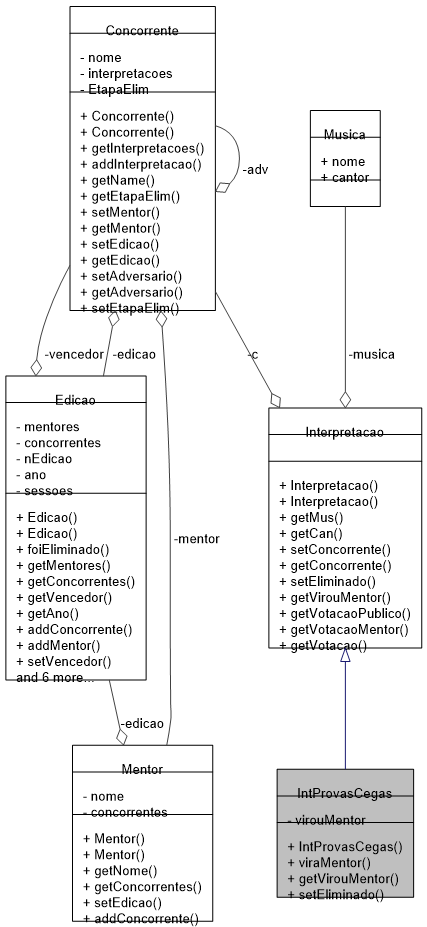 Concorrente
- nome
- interpretacoes
- EtapaElim
+ Concorrente()
+ Concorrente()
+ getInterpretacoes()
+ addInterpretacao()
+ getName()
+ getEtapaElim()
+ setMentor()
+ getMentor()
+ setEdicao()
+ getEdicao()
+ setAdversario()
+ getAdversario()
+ setEtapaElim()
-adv
Musica
+ nome
+ cantor
-vencedor
-edicao
-c
-musica
Edicao
- mentores
- concorrentes
- nEdicao
- ano
- sessoes
+ Edicao()
+ Edicao()
+ foiEliminado()
+ getMentores()
+ getConcorrentes()
+ getVencedor()
+ getAno()
+ addConcorrente()
+ addMentor()
+ setVencedor()
and 6 more...
-mentor
Interpretacao
+ Interpretacao()
+ Interpretacao()
+ getMus()
+ getCan()
+ setConcorrente()
+ getConcorrente()
+ setEliminado()
+ getVirouMentor()
+ getVotacaoPublico()
+ getVotacaoMentor()
+ getVotacao()
-edicao
Mentor
- nome
- concorrentes
+ Mentor()
+ Mentor()
+ getNome()
+ getConcorrentes()
+ setEdicao()
+ addConcorrente()
IntProvasCegas
- virouMentor
+ IntProvasCegas()
+ viraMentor()
+ getVirouMentor()
+ setEliminado()